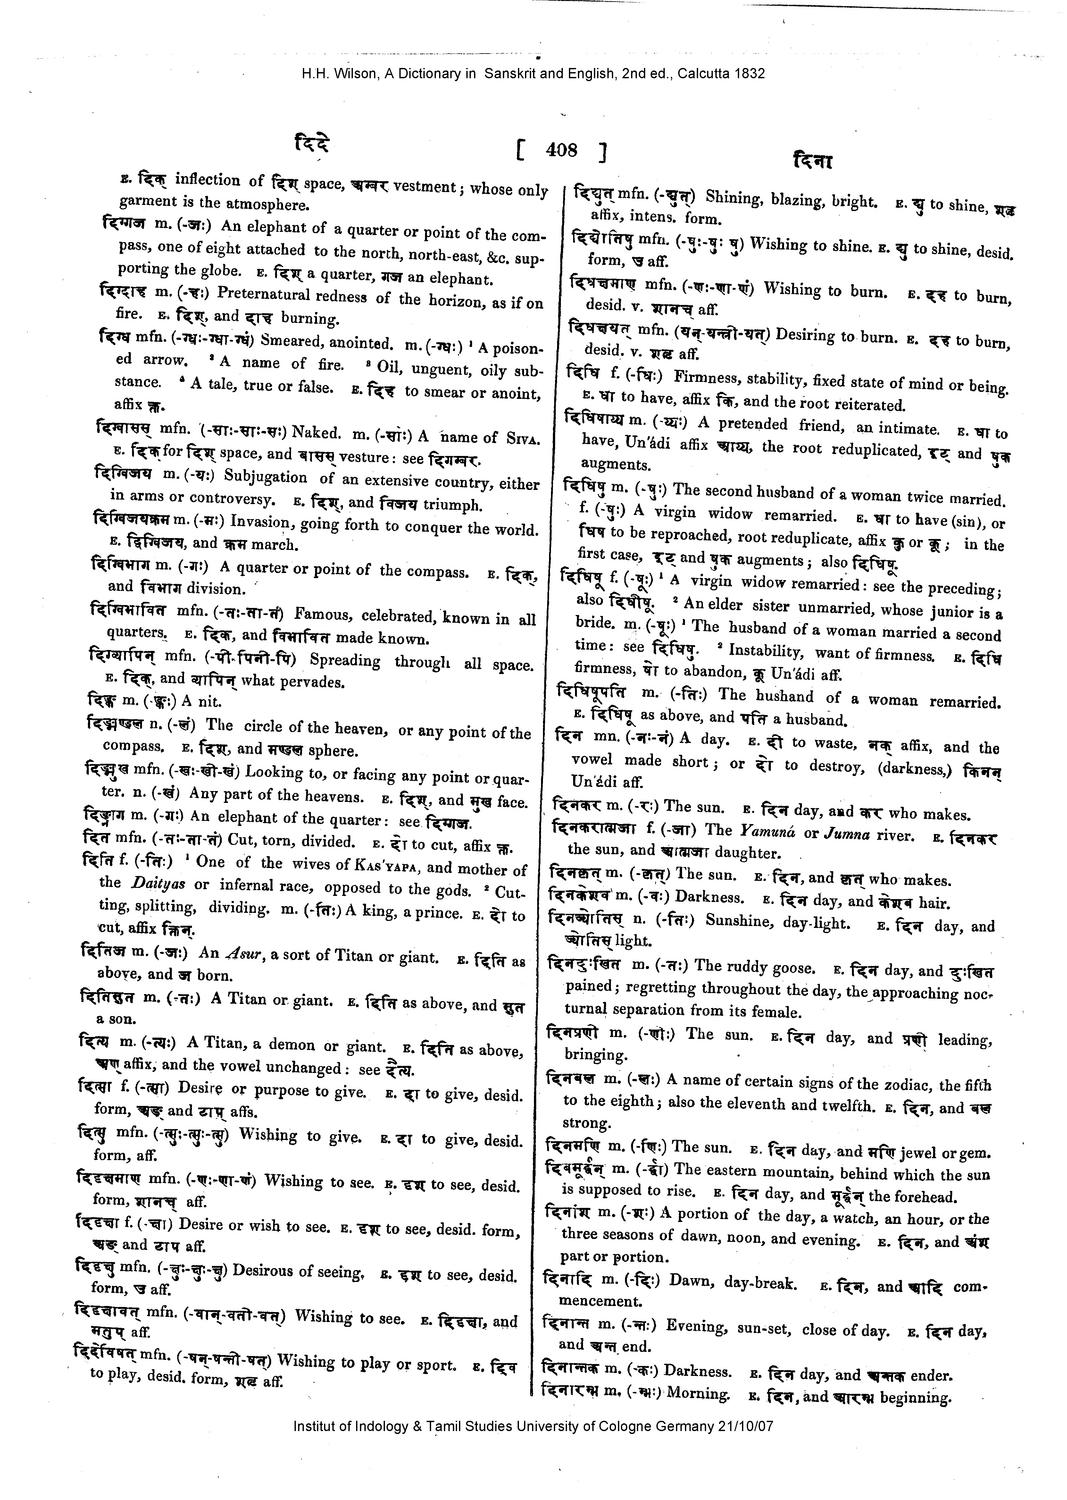 H.H. Wilson, A Dictionary in Sanskrit and English, 2nd ed., Calcutta 1832
दिदे [ 408 ] दिना
E. दिक् inflection of दिश् space, अम्बर vestment; whose only
garment is the atmosphere.
दिग्गज m. (-जः) An elephant of a quarter or point of the com-
pass, one of eight attached to the north, north-east, &c. sup-
porting the globe. E. दिश् a quarter, गज an elephant.
दिग्दाह m. (-हः) Preternatural redness of the horizon, as if on
fire. E. दिश्, and दाह burning.
दिग्ध mfn. (-ग्धः-ग्धा-ग्धं) Smeared, anointed. m. (-ग्धः) ¹ A poison-
ed arrow. ² A name of fire. ³ Oil, unguent, oily sub-
stance. ⁴ A tale, true or false. E. दिह to smear or anoint,
affix क्त.
दिग्वासस् mfn. (-साः-साः-सः) Naked. m. (-साः) A name of SIVA.
E. दिक् for दिश् space, and वासस् vesture: see दिगम्बर.
दिग्विजय m. (-यः) Subjugation of an extensive country, either
in arms or controversy. E. दिश्, and विजय triumph.
दिग्विजयक्रम m. (-मः) Invasion, going forth to conquer the world.
E. दिग्विजय, and क्रम march.
दिग्विभाग m. (-गः) A quarter or point of the compass. E. दिक्,
and विभाग division.
दिग्विभावित mfn. (-तः-ता-तं) Famous, celebrated, known in all
quarters. E. दिक्, and विभावित made known.
दिग्व्यापिन् mfn. (-पी-पिनी-पि) Spreading through all space.
E. दिक्, and व्यापिन् what pervades.
दिङ्क m. (-ङ्कः) A nit.
दिङ्मण्डल n. (-लं) The circle of the heaven, or any point of the
compass. E. दिश्, and मण्डल sphere.
दिङ्मुख mfn. (-खः-खी-खं) Looking to, or facing any point or quar-
ter. n. (-खं) Any part of the heavens. E. दिश्, and मुख face.
दिङ्नाग m. (-गः) An elephant of the quarter: see दिग्गज.
दित mfn. (-तः-ता-तं) Cut, torn, divided. E. दो to cut, affix क्त.
दिति f. (-तिः) ¹ One of the wives of KAS'YAPA, and mother of
the Daityas or infernal race, opposed to the gods. ² Cut-
ting, splitting, dividing. m. (-तिः) A king, a prince. E. दो to
cut, affix क्तिन्.
दितिज m. (-जः) An Asur, a sort of Titan or giant. E. दिति as
above, and ज born.
दितिसुत m. (-तः) A Titan or giant. E. दिति as above, and सुत
a son.
दित्य m. (-त्यः) A Titan, a demon or giant. E. दिति as above,
अण् affix, and the vowel unchanged: see दैत्य.
दित्सा f. (-त्सा) Desire or purpose to give. E. दा to give, desid.
form, अङ् and टाप् affs.
दित्सु mfn. (-त्सुः-त्सुः-त्सु) Wishing to give. E. दा to give, desid.
form, aff.
दिदृक्षमाण mfn. (-णः-णा-णं) Wishing to see. E. दृश to see, desid.
form, शानच् aff.
दिदृक्षा f. (-क्षा) Desire or wish to see. E. दृश to see, desid. form,
अङ and टाप aff.
दिदृक्षु mfn. (-क्षुः-क्षुः-क्षु) Desirous of seeing. E. दृश to see, desid.
form, उ aff.
दिदृक्षावत् mfn. (-वान्-वती-वत्) Wishing to see. E. दिदृक्षा, and
मतुप् aff.
दिदेविषत् mfn. (-षन्-षन्ती-षत्) Wishing to play or sport. E. दिव
to play, desid. form, शतृ aff.
दिद्युत् mfn. (-द्युत्) Shining, blazing, bright. E. द्यु to shine, शतृ
affix, intens. form.
दिद्योतिषु mfn. (-षुः-षुः षु) Wishing to shine. E. द्यु to shine, desid.
form, उ aff.
दिधक्षमाण mfn. (-णः-णा-णं) Wishing to burn. E. दह to burn,
desid. v. शानच् aff.
दिधक्षयत् mfn. (यन्-यन्ती-यत्) Desiring to burn. E. दह to burn,
desid. v. शतृ aff.
दिधि f. (-धिः) Firmness, stability, fixed state of mind or being.
E. धा to have, affix कि, and the root reiterated.
दिधिषाय्य m. (-य्यः) A pretended friend, an intimate. E. धा to
have, Un'ádi affix आय्य, the root reduplicated, इट् and षुक
augments.
दिधिषु m. (-षुः) The second husband of a woman twice married.
f. (-षुः) A virgin widow remarried. E. धा to have (sin), or
धिष to be reproached, root reduplicate, affix कु or कू; in the
first case, इट and षुक augments; also दिधिषू.
दिधिषू f. (-षूः) ¹ A virgin widow remarried: see the preceding;
also दिधीषू. ² An elder sister unmarried, whose junior is a
bride. m. (-षूः) ¹ The husband of a woman married a second
time: see दिधिषु. ² Instability, want of firmness. E. दिधि
firmness, षो to abandon, कू Un'ádi aff.
दिधिषूपति m. (-तिः) The husband of a woman remarried.
E. दिधिषू as above, and पति a husband.
दिन mn. (-नः-नं) A day. E. दी to waste, नक् affix, and the
vowel made short; or दो to destroy, (darkness,) किनन्
Un'ádi aff.
दिनकर m. (-रः) The sun. E. दिन day, and कर who makes.
दिनकरात्मजा f. (-जा) The Yamuná or Jumna river. E. दिनकर
the sun, and आत्मजा daughter.
दिनकृत् m. (-कृत्) The sun. E. दिन, and कृत् who makes.
दिनकेशव m. (-वः) Darkness. E. दिन day, and केशव hair.
दिनज्योतिस् n. (-तिः) Sunshine, day-light. E. दिन day, and
ज्योतिस् light.
दिनदुःखित m. (-तः) The ruddy goose. E. दिन day, and दुःखित
pained; regretting throughout the day, the approaching noc-
turnal separation from its female.
दिनप्रणी m. (-णीः) The sun. E. दिन day, and प्रणी leading,
bringing.
दिनबल m. (-लः) A name of certain signs of the zodiac, the fifth
to the eighth; also the eleventh and twelfth. E. दिन, and बल
strong.
दिनमणि m. (-णिः) The sun. E. दिन day, and मणि jewel or gem.
दिनमूर्द्धन् m. (-र्द्धा) The eastern mountain, behind which the sun
is supposed to rise. E. दिन day, and मूर्द्धन् the forehead.
दिनांश m. (-शः) A portion of the day, a watch, an hour, or the
three seasons of dawn, noon, and evening. E. दिन, and अंश
part or portion.
दिनादि m. (-दिः) Dawn, day-break. E. दिन, and आदि com-
mencement.
दिनान्त m. (-न्तः) Evening, sun-set, close of day. E. दिन day,
and अन्त end.
दिनान्तक m. (-कः) Darkness. E. दिन day, and अन्तक ender.
दिनारम्भ m. (-म्भः) Morning. E. दिन, and आरम्भ beginning.
Institut of Indology & Tamil Studies University of Cologne Germany 21/10/07